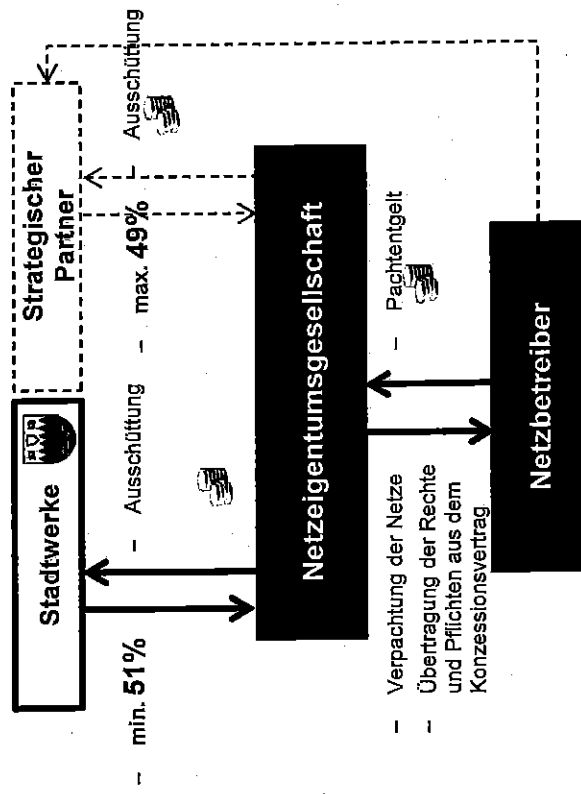 Stadtwerke
Strategischer
Partner
– min. 51%
– Ausschüttung
– max. 49%
– Ausschüttung
Netzeigentumsgesellschaft
– Verpachtung der Netze
– Übertragung der Rechte
und Pflichten aus dem
Konzessionsvertrag
– Pachtentgelt
Netzbetreiber